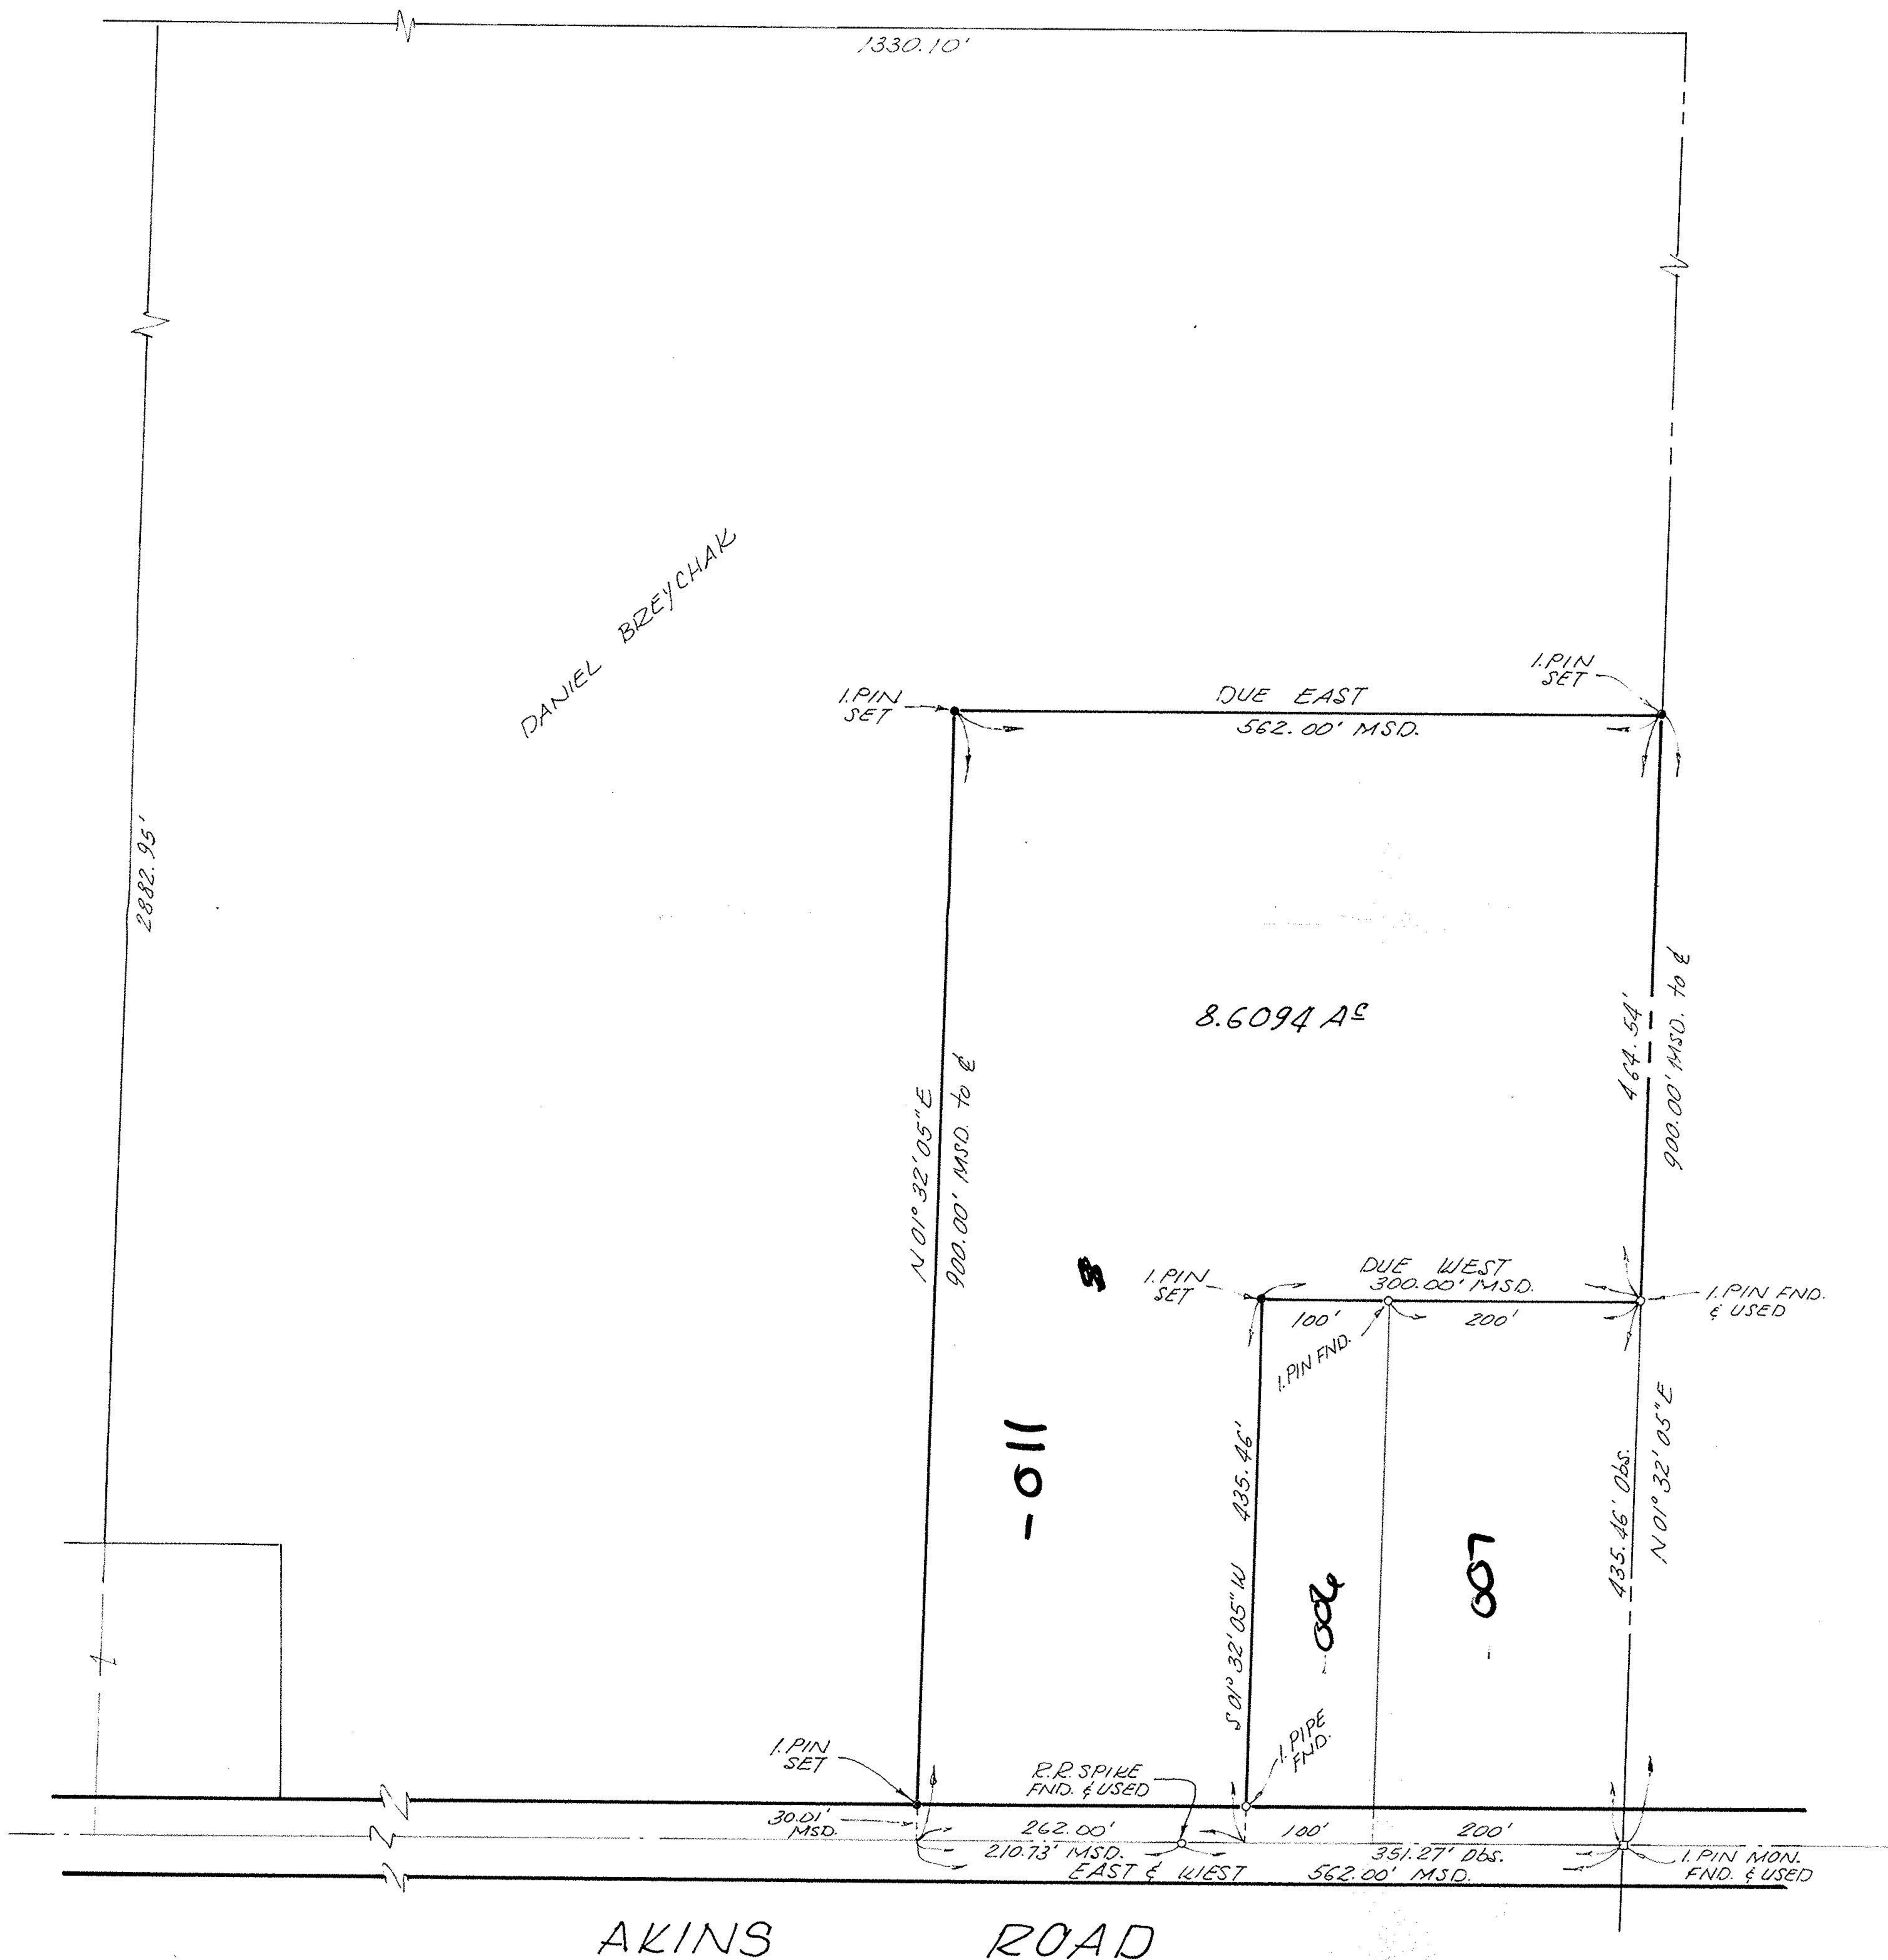 1330.10'
2882.95'
DANIEL BREYCHAK
I.PIN
SET
DUE EAST
562.00' MSD.
I.PIN
SET
8.6094 Ac
464.54'
900.00' MSD. to ℄
N 01° 32' 05" E
900.00' MSD. to ℄
I.PIN
SET
DUE WEST
300.00' MSD.
100'
200'
I.PIN FND.
& USED
I.PIN FND.
-011
S 01° 32' 05" W 435.46'
-006
- 007
435.46' Obs.
N 01° 32' 05" E
I.PIN
SET
R.R. SPIKE
FND. & USED
I.PIPE
FND.
30.01'
MSD.
262.00'
100'
200'
210.73' MSD.
351.27' Obs.
EAST & WEST
562.00' MSD.
I.PIN MON.
FND. & USED
AKINS ROAD